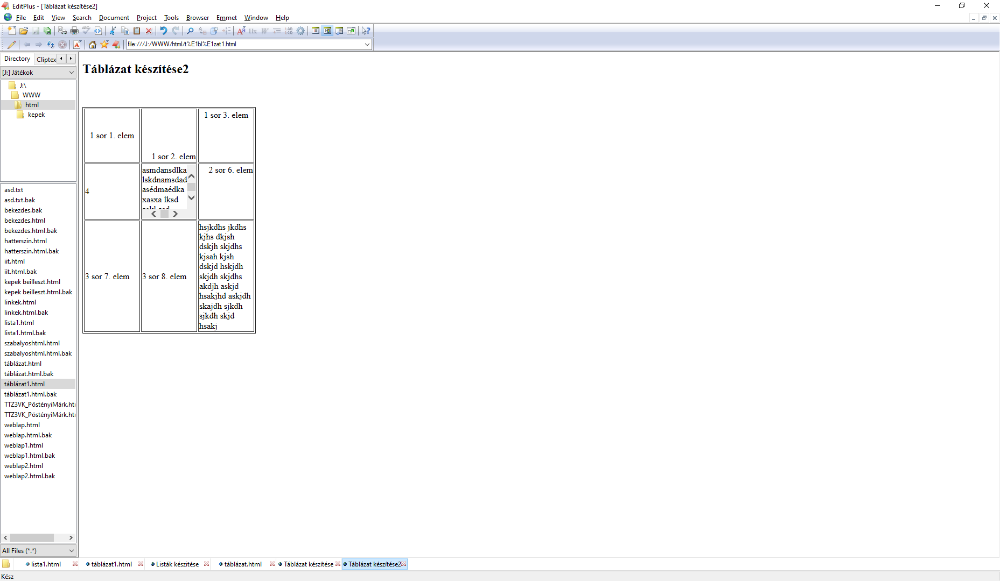 EditPlus - [Táblázat készítése2]
File Edit View Search Document Project Tools Browser Emmet Window Help
file:///J:/WWW/html/t%E1bl%E1zat1.html
Directory Cliptex
[J:] Játékok
J:\
WWW
html
kepek
asd.txt
asd.txt.bak
bekezdes.bak
bekezdes.html
bekezdes.html.bak
hatterszin.html
hatterszin.html.bak
iit.html
iit.html.bak
kepek beilleszt.html
kepek beilleszt.html.bak
linkek.html
linkek.html.bak
lista1.html
lista1.html.bak
szabalyoshtml.html
szabalyoshtml.html.bak
táblázat.html
táblázat.html.bak
táblázat1.html
táblázat1.html.bak
TTZ3VK_PöstényiMárk.htm
TTZ3VK_PöstényiMárk.htm
weblap.html
weblap.html.bak
weblap1.html
weblap1.html.bak
weblap2.html
weblap2.html.bak
All Files (*.*)
Táblázat készítése2
1 sor 1. elem
1 sor 2. elem
1 sor 3. elem
4
asmdansdlka
lskdnamsdad
asédmaédka
xasxa lksd
2 sor 6. elem
3 sor 7. elem
3 sor 8. elem
hsjkdhs jkdhs
kjhs dkjsh
dskjh skjdhs
kjsah kjsh
dskjd hskjdh
skjdh skjdhs
akdjh askjd
hsakjhd askjdh
skajdh sjkdh
sjkdh skjd
hsakj
lista1.html táblázat1.html Listák készitése táblázat.html Táblázat készítése Táblázat készítése2
Kész